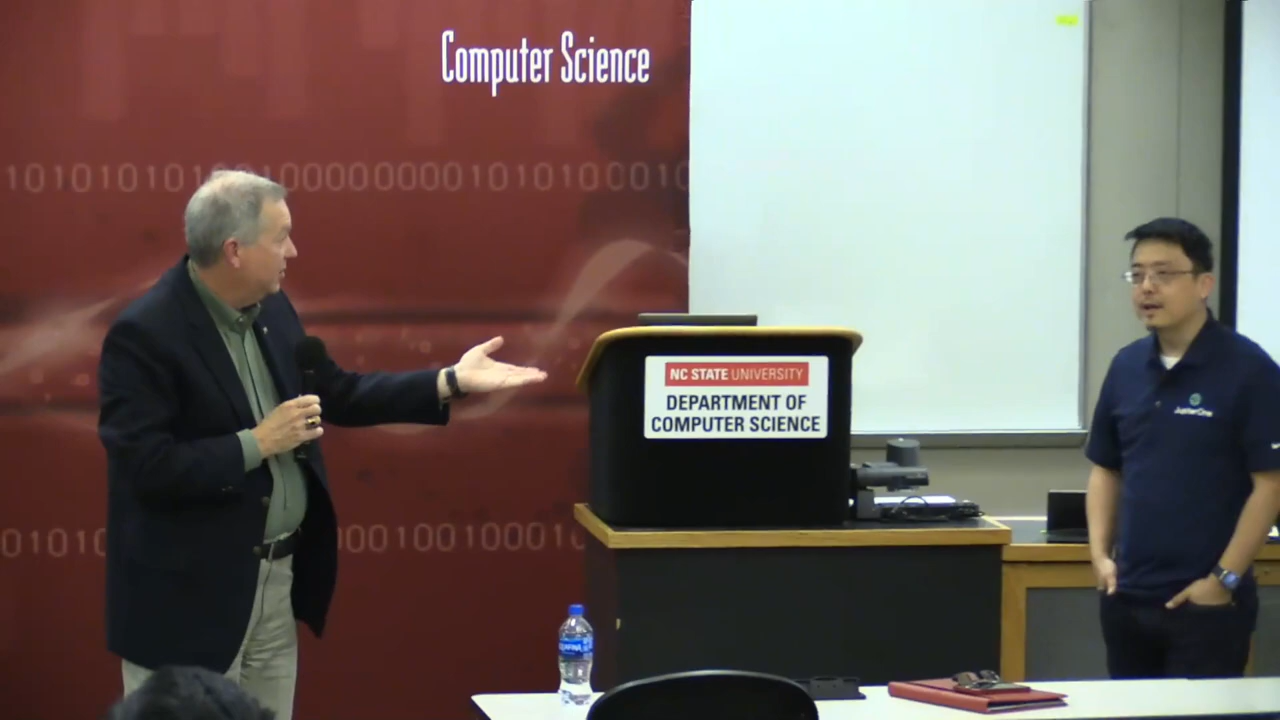 Computer Science
NC STATE UNIVERSITY
DEPARTMENT OF
COMPUTER SCIENCE
JupiterOne